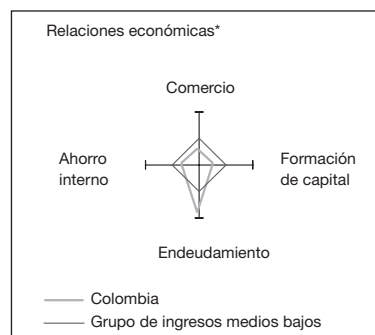 Relaciones económicas*
Comercio
Ahorro
interno
Formación
de capital
Endeudamiento
Colombia
Grupo de ingresos medios bajos